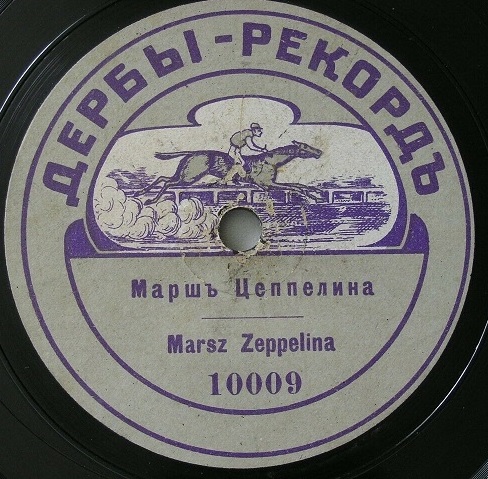 ДЕРБЫ-РЕКОРДЪ
Маршъ Цеппелина
Marsz Zeppelina
10009